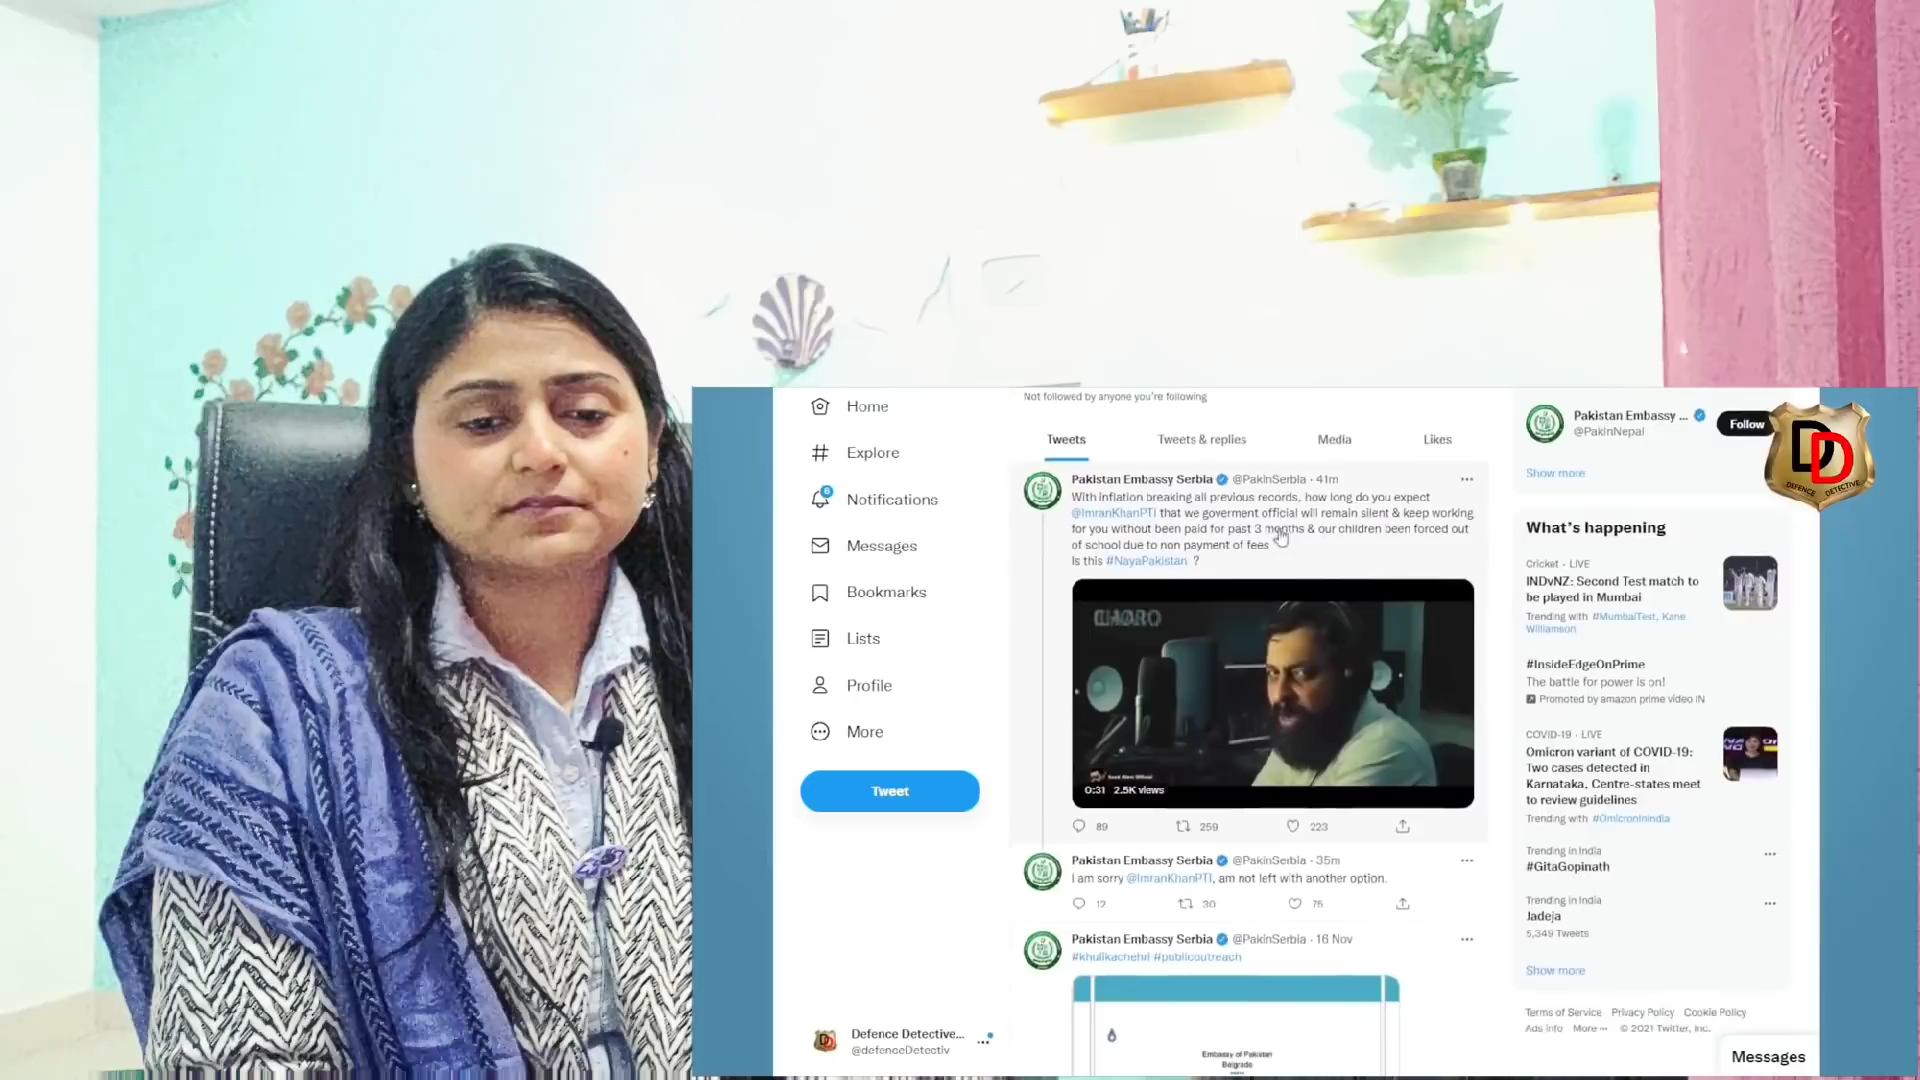 Home
Explore
6
Notifications
Messages
Bookmarks
Lists
Profile
More
Tweet
Defence Detective...
@defenceDetectiv
Not followed by anyone you're following
Tweets
Tweets & replies
Media
Likes
Pakistan Embassy Serbia @PakinSerbia · 41m
With inflation breaking all previous records, how long do you expect
@ImranKhanPTI that we goverment official will remain silent & keep working
for you without been paid for past 3 months & our children been forced out
of school due to non payment of fees
Is this #NayaPakistan ?
0:31 2.5K views
89
259
223
Pakistan Embassy Serbia @PakinSerbia · 35m
I am sorry @ImranKhanPTI, am not left with another option.
12
30
75
Pakistan Embassy Serbia @PakinSerbia · 16 Nov
#khulikachehri #publicoutreach
Embassy of Pakistan
Belgrade
Pakistan Embassy ...
@PakinNepal
Follow
Show more
DD
DEFENCE DETECTIVE
What's happening
Cricket · LIVE
INDvNZ: Second Test match to
be played in Mumbai
Trending with #MumbaiTest, Kane
Williamson
#InsideEdgeOnPrime
The battle for power is on!
Promoted by amazon prime video IN
COVID-19 · LIVE
Omicron variant of COVID-19:
Two cases detected in
Karnataka, Centre-states meet
to review guidelines
Trending with #OmicronInIndia
Trending in India
#GitaGopinath
Trending in India
Jadeja
5,349 Tweets
Show more
Terms of Service Privacy Policy Cookie Policy
Ads info More ··· © 2021 Twitter, Inc.
Messages